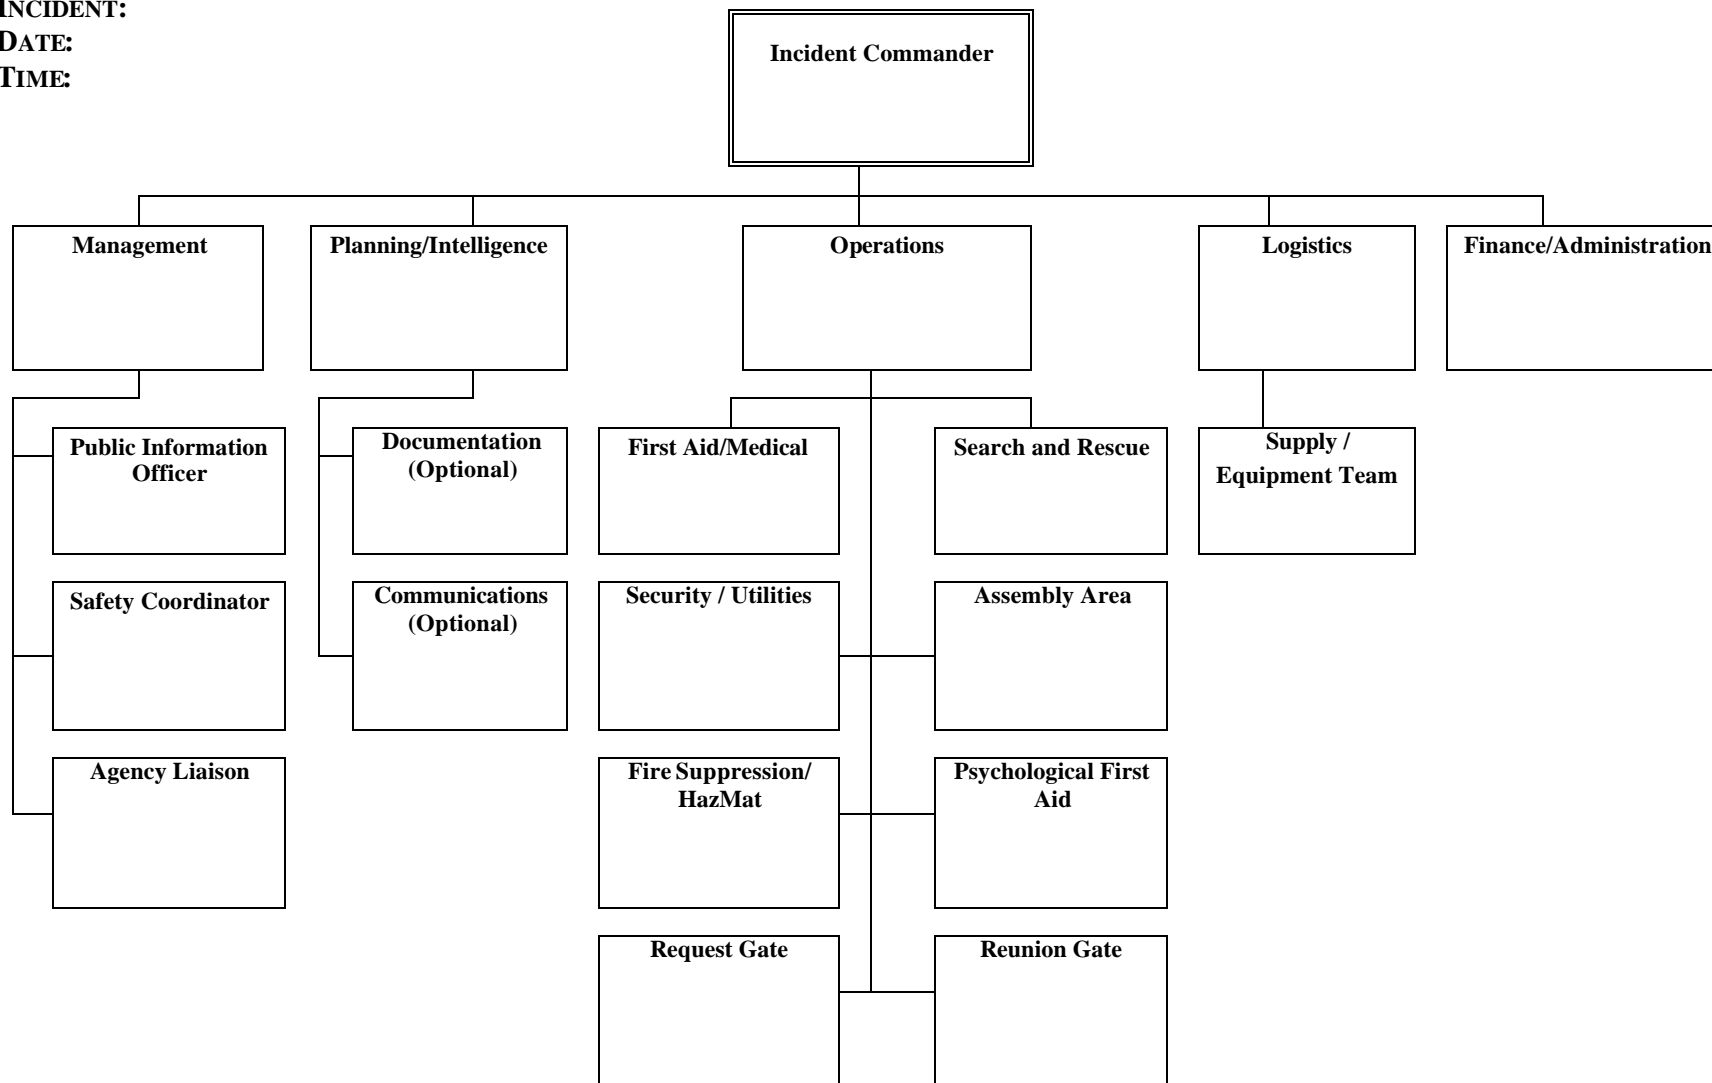 INCIDENT:
DATE:
TIME:
Incident Commander
Management
Planning/Intelligence
Operations
Logistics
Finance/Administration
Public Information
Officer
Documentation
(Optional)
First Aid/Medical
Search and Rescue
Supply /
Equipment Team
Safety Coordinator
Communications
(Optional)
Security / Utilities
Assembly Area
Agency Liaison
Fire Suppression/
HazMat
Psychological First
Aid
Request Gate
Reunion Gate